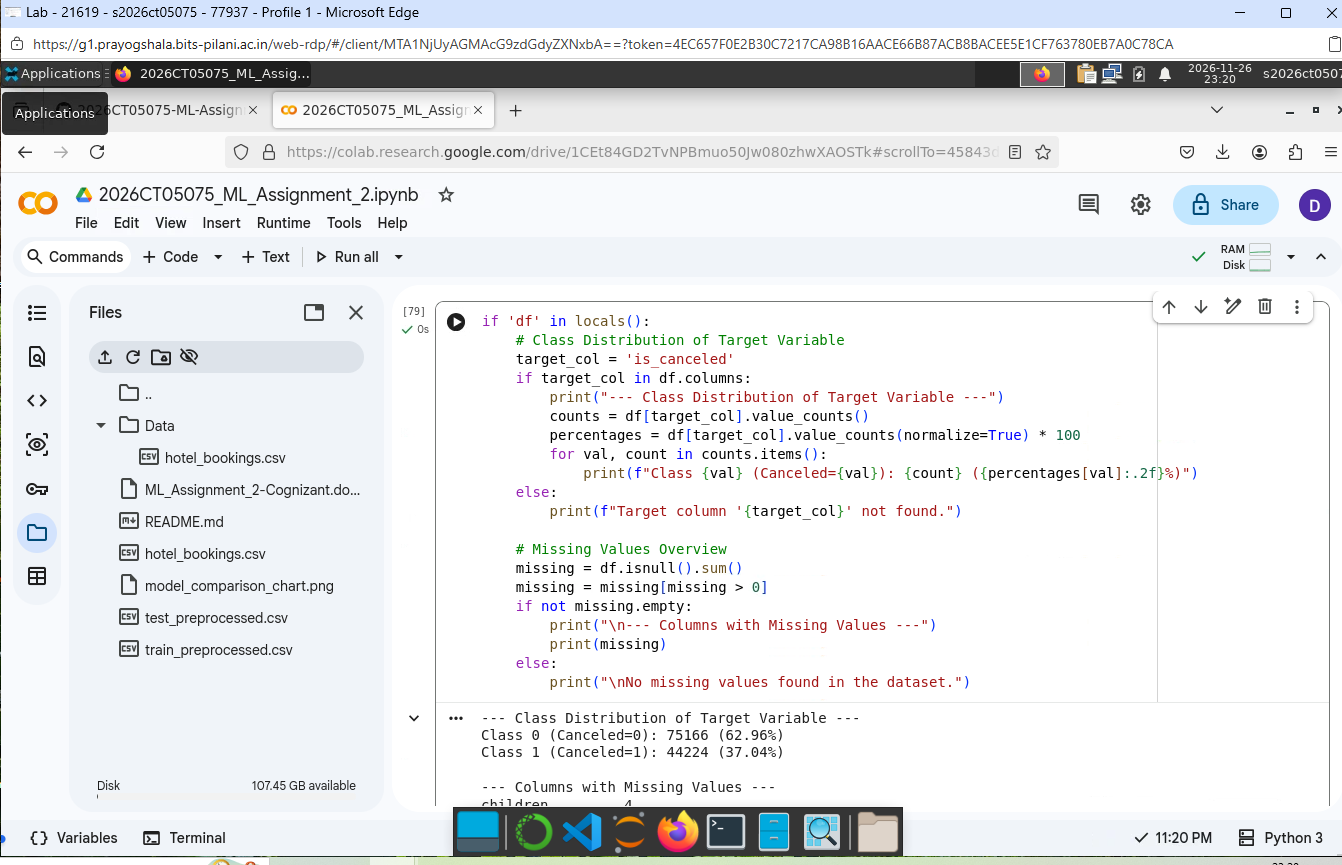 Lab - 21619 - s2026ct05075 - 77937 - Profile 1 - Microsoft Edge
https://g1.prayogshala.bits-pilani.ac.in/web-rdp/#/client/MTA1NjUyAGMAcG9zdGdyZXNxbA==?token=4EC657F0E2B30C7217CA98B16AACE66B87ACB8BACEE5E1CF763780EB7A0C78CA
Applications 2026CT05075_ML_Assig... 2026-11-26 23:20 s2026ct0507
Applications
2026CT05075-ML-Assign 2026CT05075_ML_Assign
https://colab.research.google.com/drive/1CEt84GD2TvNPBmuo50Jw080zhwXAOSTk#scrollTo=45843d
CO 2026CT05075_ML_Assignment_2.ipynb
File Edit View Insert Runtime Tools Help
Share D
Commands + Code + Text Run all
RAM
Disk
Files
..
Data
hotel_bookings.csv
ML_Assignment_2-Cognizant.do...
README.md
hotel_bookings.csv
model_comparison_chart.png
test_preprocessed.csv
train_preprocessed.csv
Disk 107.45 GB available
[79]
0s
if 'df' in locals():
# Class Distribution of Target Variable
target_col = 'is_canceled'
if target_col in df.columns:
print("--- Class Distribution of Target Variable ---")
counts = df[target_col].value_counts()
percentages = df[target_col].value_counts(normalize=True) * 100
for val, count in counts.items():
print(f"Class {val} (Canceled={val}): {count} ({percentages[val]:.2f}%)")
else:
print(f"Target column '{target_col}' not found.")
# Missing Values Overview
missing = df.isnull().sum()
missing = missing[missing > 0]
if not missing.empty:
print("\n--- Columns with Missing Values ---")
print(missing)
else:
print("\nNo missing values found in the dataset.")
--- Class Distribution of Target Variable ---
Class 0 (Canceled=0): 75166 (62.96%)
Class 1 (Canceled=1): 44224 (37.04%)
--- Columns with Missing Values ---
children 4
Variables Terminal
11:20 PM Python 3